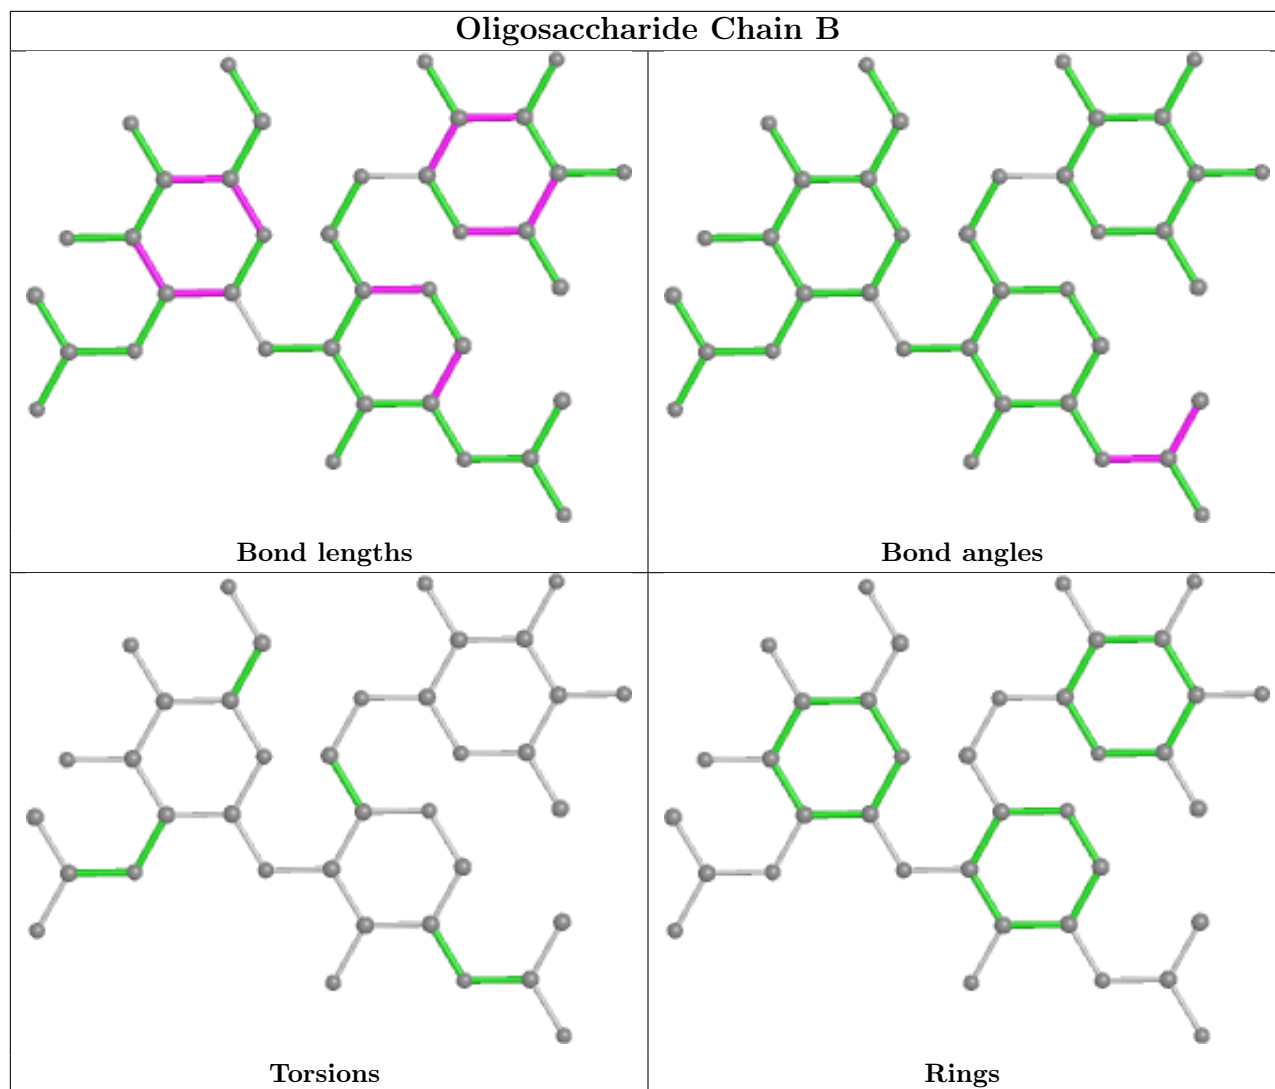 Oligosaccharide Chain B
Bond lengths
Bond angles
Torsions
Rings